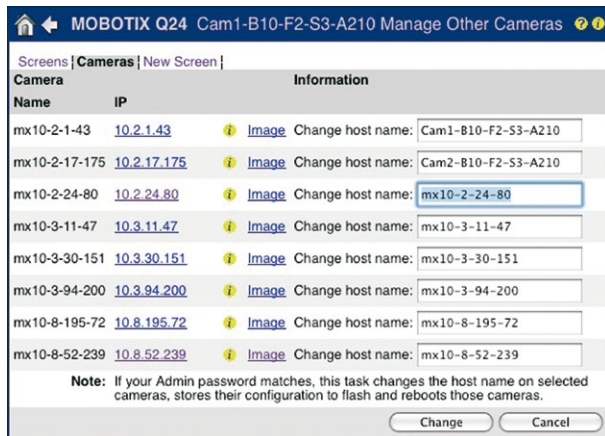 MOBOTIX Q24 Cam1-B10-F2-S3-A210 Manage Other Cameras ? i
Screens | Cameras | New Screen |
Camera Information
Name IP
mx10-2-1-43 10.2.1.43 i Image Change host name: Cam1-B10-F2-S3-A210
mx10-2-17-175 10.2.17.175 i Image Change host name: Cam2-B10-F2-S3-A210
mx10-2-24-80 10.2.24.80 i Image Change host name: mx10-2-24-80
mx10-3-11-47 10.3.11.47 i Image Change host name: mx10-3-11-47
mx10-3-30-151 10.3.30.151 i Image Change host name: mx10-3-30-151
mx10-3-94-200 10.3.94.200 i Image Change host name: mx10-3-94-200
mx10-8-195-72 10.8.195.72 i Image Change host name: mx10-8-195-72
mx10-8-52-239 10.8.52.239 i Image Change host name: mx10-8-52-239
Note: If your Admin password matches, this task changes the host name on selected
cameras, stores their configuration to flash and reboots those cameras.
Change Cancel